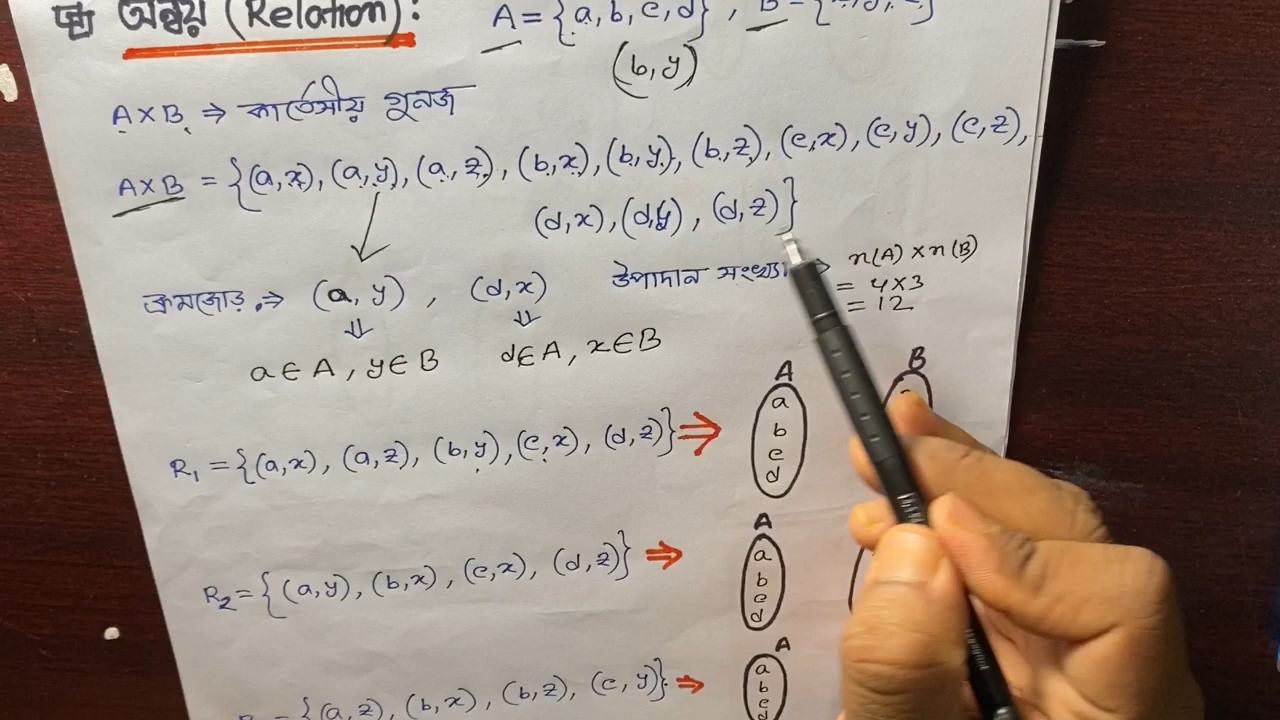 অন্বয় (Relation): A = {a, b, c, d}, B =
(b, y)
A×B ⇒ কার্তেসীয় গুনজ
A×B = {(a, x), (a, y), (a, z), (b, x), (b, y), (b, z), (c, x), (c, y), (c, z),
(d, x), (d, y), (d, z)}
উপাদান সংখ্যা ⇒ n(A) × n(B)
= 4×3
= 12
ক্রমজোড় ⇒ (a, y), (d, x)
⇓ ⇓
a ∈ A, y ∈ B d ∈ A, x ∈ B
R₁ = {(a, x), (a, z), (b, y), (c, x), (d, z)} ⇒
A B
a
b
c
d
R₂ = {(a, y), (b, x), (c, x), (d, z)} ⇒
A
a
b
c
d
= {(a, z), (b, x), (b, z), (c, y)} ⇒
A
a
b
c
d